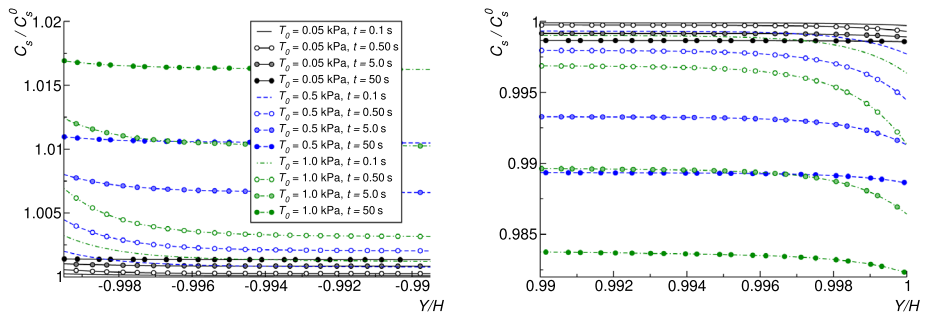 C_s / C_s^0
1.02
1.015
1.01
1.005
1
-0.998 -0.996 -0.994 -0.992 -0.99
Y/H
T_0 = 0.05 kPa, t = 0.1 s
T_0 = 0.05 kPa, t = 0.50 s
T_0 = 0.05 kPa, t = 5.0 s
T_0 = 0.05 kPa, t = 50 s
T_0 = 0.5 kPa, t = 0.1 s
T_0 = 0.5 kPa, t = 0.50 s
T_0 = 0.5 kPa, t = 5.0 s
T_0 = 0.5 kPa, t = 50 s
T_0 = 1.0 kPa, t = 0.1 s
T_0 = 1.0 kPa, t = 0.50 s
T_0 = 1.0 kPa, t = 5.0 s
T_0 = 1.0 kPa, t = 50 s
C_s / C_s^0
1
0.995
0.99
0.985
0.99 0.992 0.994 0.996 0.998 1
Y/H